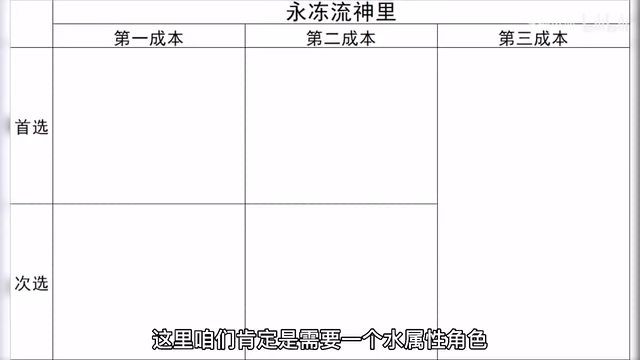 永冻流神里
第一成本 第二成本 第三成本
首选
次选
这里咱们肯定是需要一个水属性角色